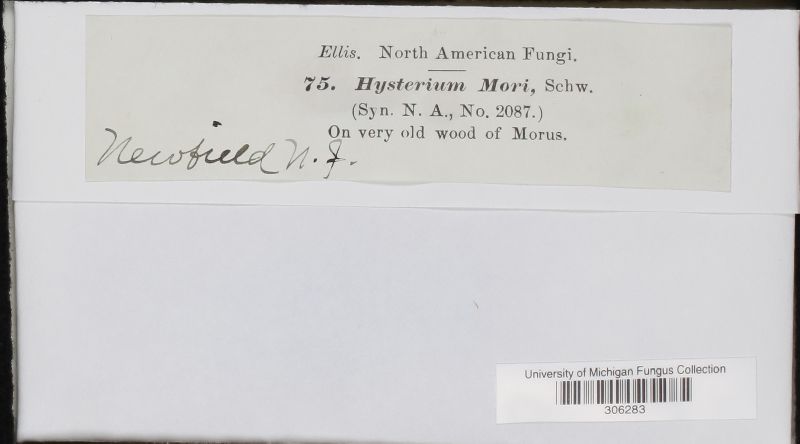 Ellis. North American Fungi.
75. Hysterium Mori, Schw.
(Syn. N. A., No. 2087.)
On very old wood of Morus.
Newfield N. J.
University of Michigan Fungus Collection
306283